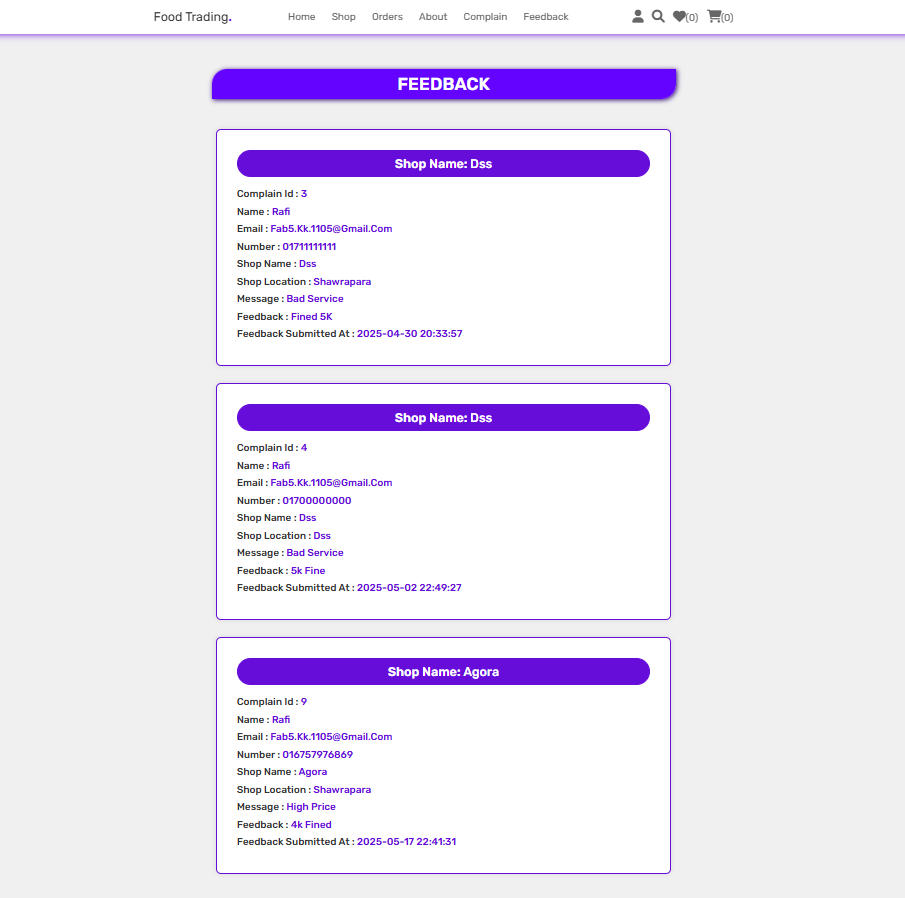 Food Trading.
Home Shop Orders About Complain Feedback
(0) (0)
FEEDBACK
Shop Name: Dss
Complain Id : 3
Name : Rafi
Email : Fab5.Kk.1105@Gmail.Com
Number : 01711111111
Shop Name : Dss
Shop Location : Shawrapara
Message : Bad Service
Feedback : Fined 5K
Feedback Submitted At : 2025-04-30 20:33:57
Shop Name: Dss
Complain Id : 4
Name : Rafi
Email : Fab5.Kk.1105@Gmail.Com
Number : 01700000000
Shop Name : Dss
Shop Location : Dss
Message : Bad Service
Feedback : 5k Fine
Feedback Submitted At : 2025-05-02 22:49:27
Shop Name: Agora
Complain Id : 9
Name : Rafi
Email : Fab5.Kk.1105@Gmail.Com
Number : 016757976869
Shop Name : Agora
Shop Location : Shawrapara
Message : High Price
Feedback : 4k Fined
Feedback Submitted At : 2025-05-17 22:41:31